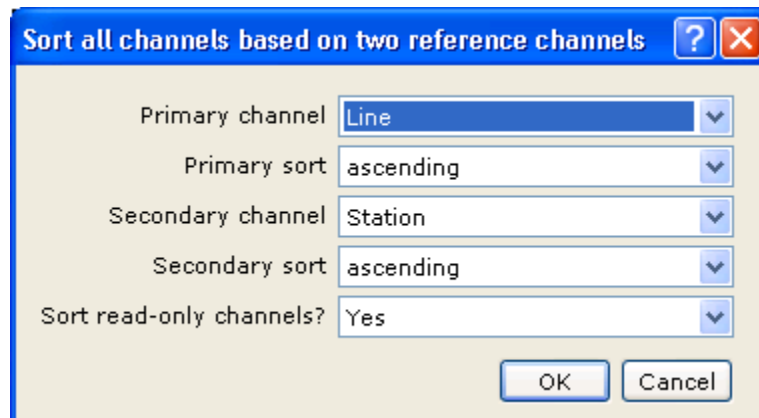 Sort all channels based on two reference channels ?
Primary channel Line
Primary sort ascending
Secondary channel Station
Secondary sort ascending
Sort read-only channels? Yes
OK Cancel